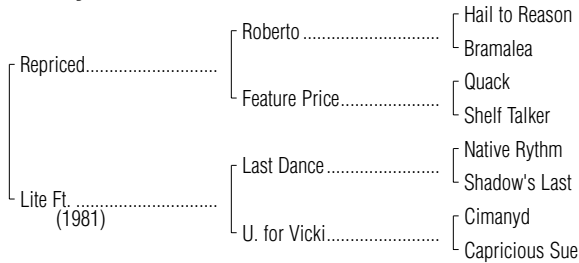 Hail to Reason
Roberto
Bramalea
Repriced
Quack
Feature Price
Shelf Talker
Native Rythm
Last Dance
Shadow's Last
Lite Ft.
(1981)
Cimanyd
U. for Vicki
Capricious Sue